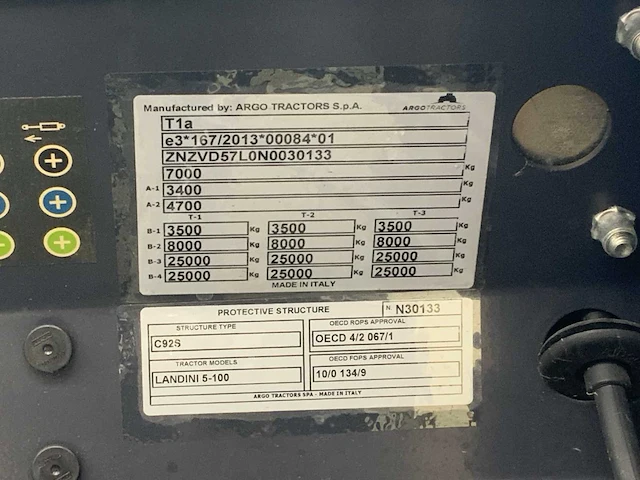 Manufactured by: ARGO TRACTORS S.p.A.
ARGOTRACTORS
T1a
e3*167/2013*00084*01
ZNZVD57L0N0030133
7000 Kg
A-1 3400 Kg
A-2 4700 Kg
T-1 T-2 T-3
B-1 3500 Kg 3500 Kg 3500 Kg
B-2 8000 Kg 8000 Kg 8000 Kg
B-3 25000 Kg 25000 Kg 25000 Kg
B-4 25000 Kg 25000 Kg 25000 Kg
MADE IN ITALY
PROTECTIVE STRUCTURE N N30133
STRUCTURE TYPE OECD ROPS APPROVAL
C92S OECD 4/2 067/1
TRACTOR MODELS OECD FOPS APPROVAL
LANDINI 5-100 10/0 134/9
ARGO TRACTORS SPA - MADE IN ITALY